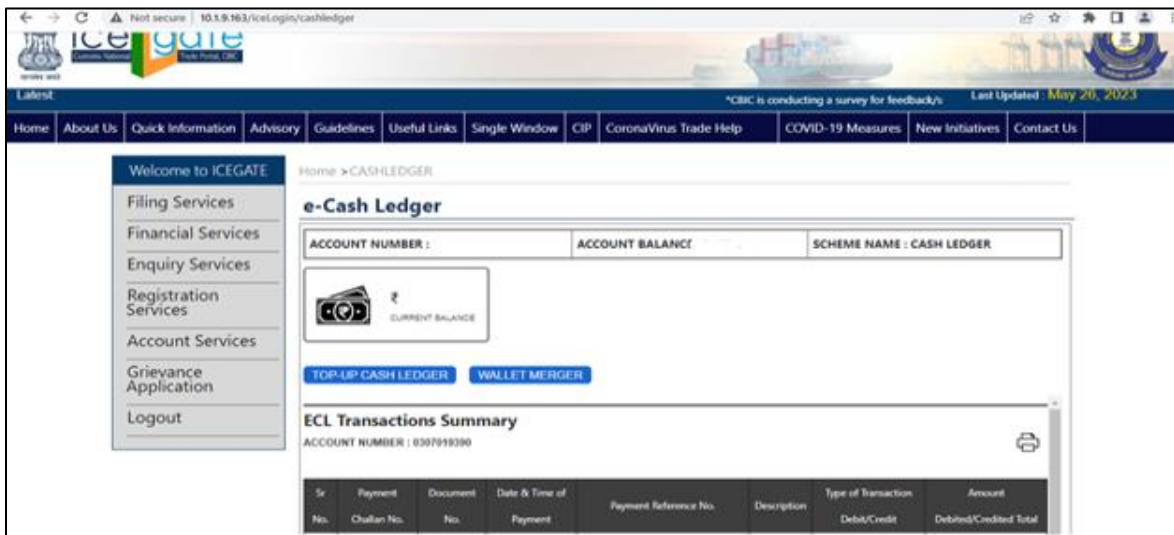 Not secure | 10.1.9.163/iceLogin/cashledger
ice gate
Latest
*CBIC is conducting a survey for feedback/s
Last Updated : May 26, 2023
Home About Us Quick Information Advisory Guidelines Useful Links Single Window CIP CoronaVirus Trade Help COVID-19 Measures New Initiatives Contact Us
Welcome to ICEGATE
Filing Services
Financial Services
Enquiry Services
Registration
Services
Account Services
Grievance
Application
Logout
Home >CASHLEDGER
e-Cash Ledger
ACCOUNT NUMBER : ACCOUNT BALANCE SCHEME NAME : CASH LEDGER
₹
CURRENT BALANCE
TOP-UP CASH LEDGER WALLET MERGER
ECL Transactions Summary
ACCOUNT NUMBER : 0307019390
Sr No. Payment Challan No. Document No. Date & Time of Payment Payment Reference No. Description Type of Transaction Debit/Credit Amount Debited/Credited Total